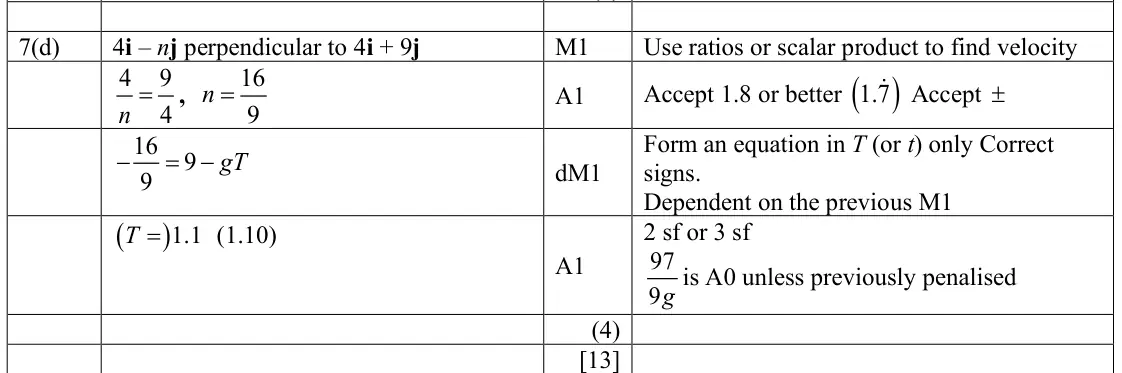 7(d) 4i – nj perpendicular to 4i + 9j M1 Use ratios or scalar product to find velocity
4/n = 9/4 , n = 16/9 A1 Accept 1.8 or better (1.7̇) Accept ±
−16/9 = 9 − gT dM1 Form an equation in T (or t) only Correct
signs.
Dependent on the previous M1
(T =)1.1 (1.10) A1 2 sf or 3 sf
97/9g is A0 unless previously penalised
(4)
[13]